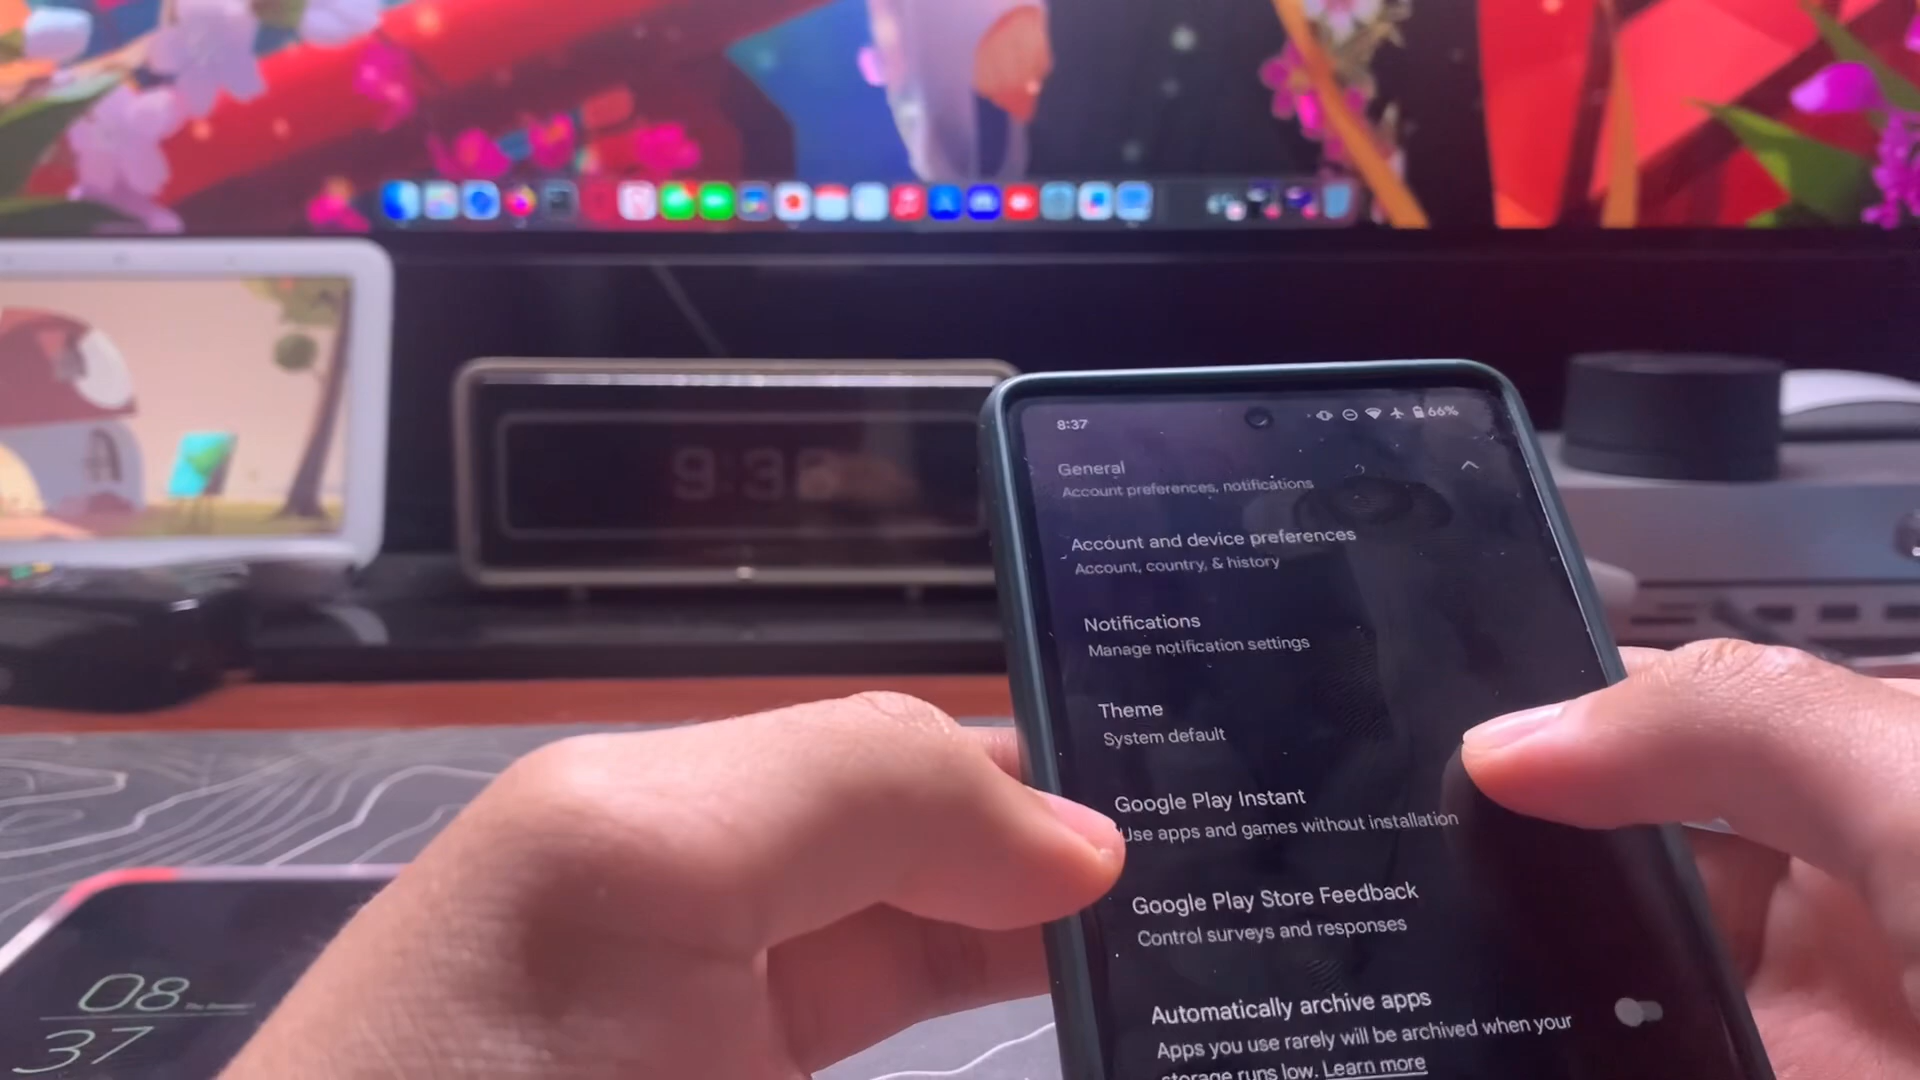 8:37
66%
General
Account preferences, notifications
Account and device preferences
Account, country, & history
Notifications
Manage notification settings
Theme
System default
Google Play Instant
Use apps and games without installation
Google Play Store Feedback
Control surveys and responses
Automatically archive apps
Apps you use rarely will be archived when your
storage runs low. Learn more
08
37